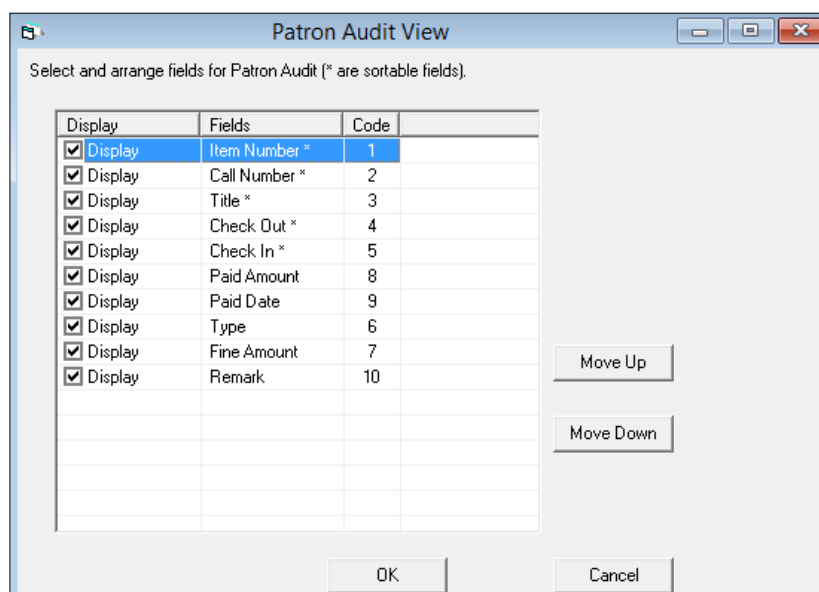 Patron Audit View
Select and arrange fields for Patron Audit (* are sortable fields).
Display Fields Code
Display Item Number * 1
Display Call Number * 2
Display Title * 3
Display Check Out * 4
Display Check In * 5
Display Paid Amount 8
Display Paid Date 9
Display Type 6
Display Fine Amount 7
Display Remark 10
Move Up
Move Down
OK Cancel